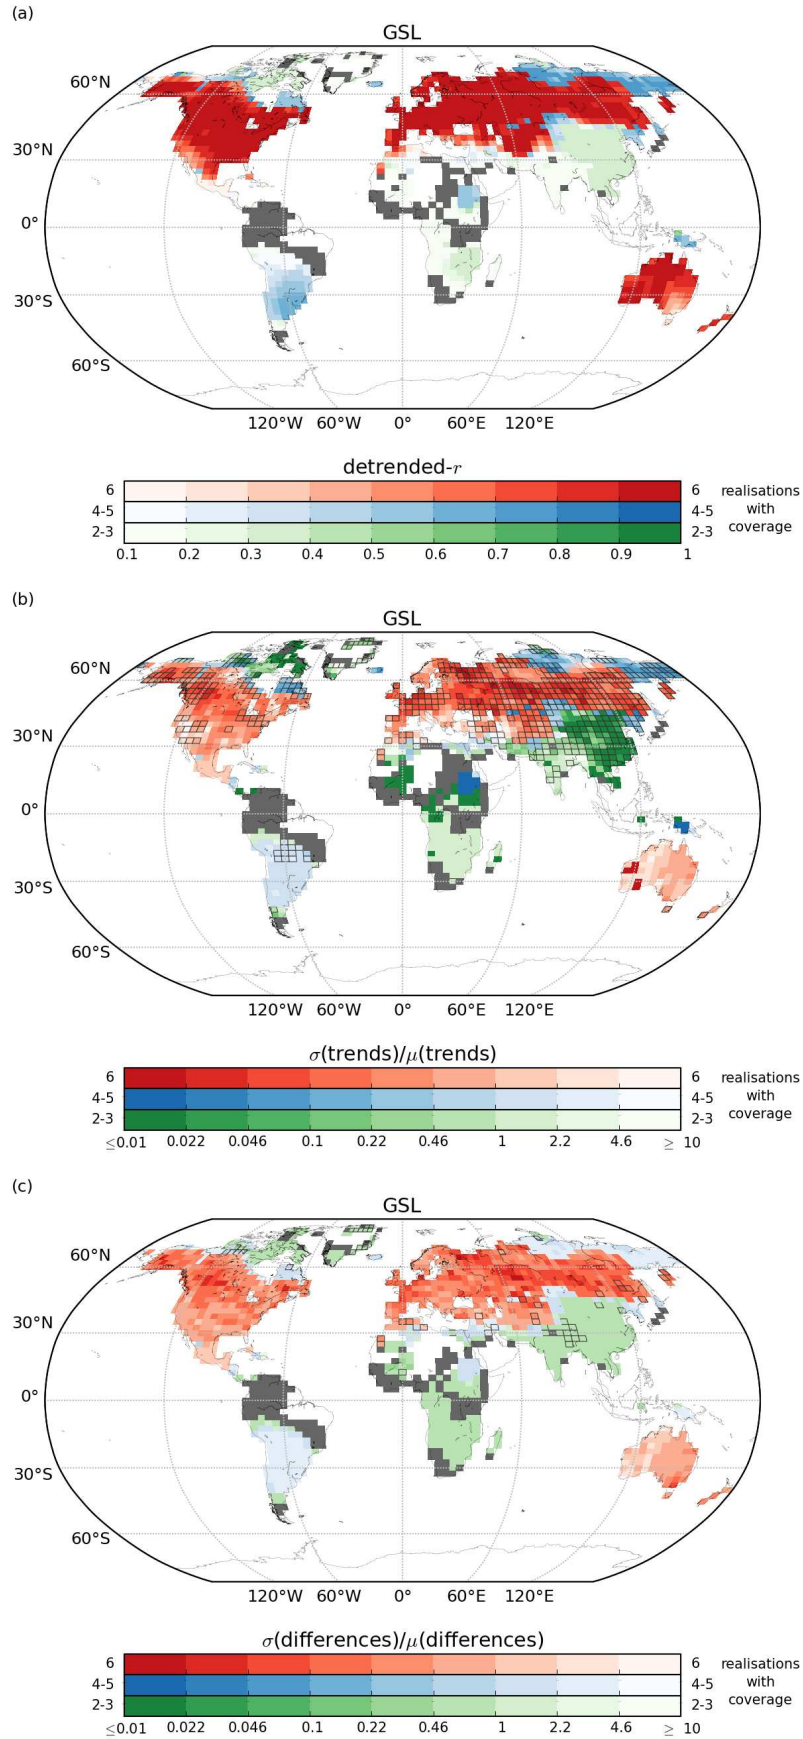 (a)
GSL
60°N
30°N
0°
30°S
60°S
120°W 60°W 0° 60°E 120°E
detrended-r
6 6 realisations
4-5 4-5 with
2-3 2-3 coverage
0.1 0.2 0.3 0.4 0.5 0.6 0.7 0.8 0.9 1
(b)
GSL
60°N
30°N
0°
30°S
60°S
120°W 60°W 0° 60°E 120°E
σ(trends)/μ(trends)
6 6 realisations
4-5 4-5 with
2-3 2-3 coverage
≤0.01 0.022 0.046 0.1 0.22 0.46 1 2.2 4.6 ≥ 10
(c)
GSL
60°N
30°N
0°
30°S
60°S
120°W 60°W 0° 60°E 120°E
σ(differences)/μ(differences)
6 6 realisations
4-5 4-5 with
2-3 2-3 coverage
≤0.01 0.022 0.046 0.1 0.22 0.46 1 2.2 4.6 ≥ 10